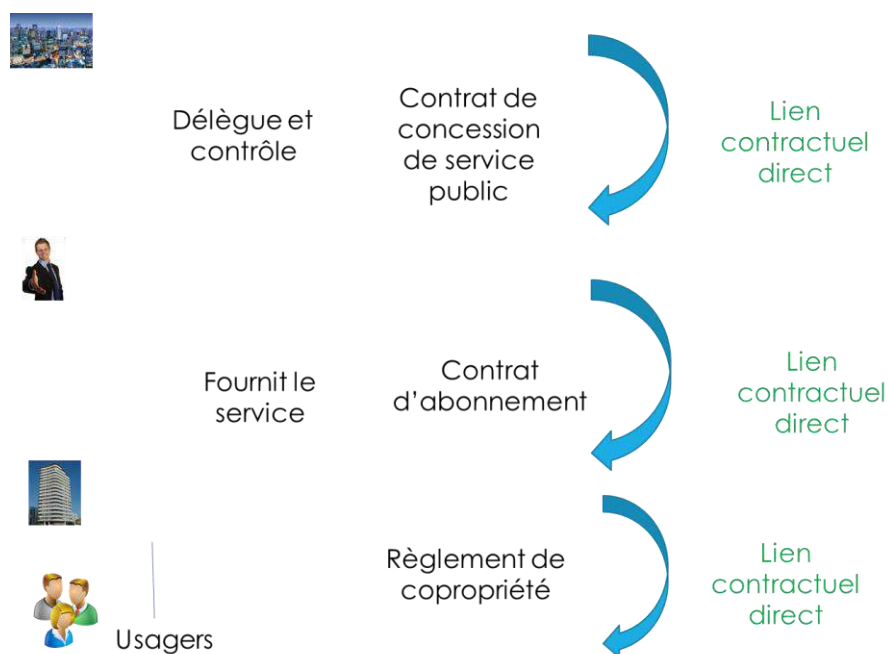 Délègue et
contrôle
Contrat de
concession
de service
public
Lien
contractuel
direct
Fournit le
service
Contrat
d’abonnement
Lien
contractuel
direct
Règlement de
copropriété
Lien
contractuel
direct
Usagers